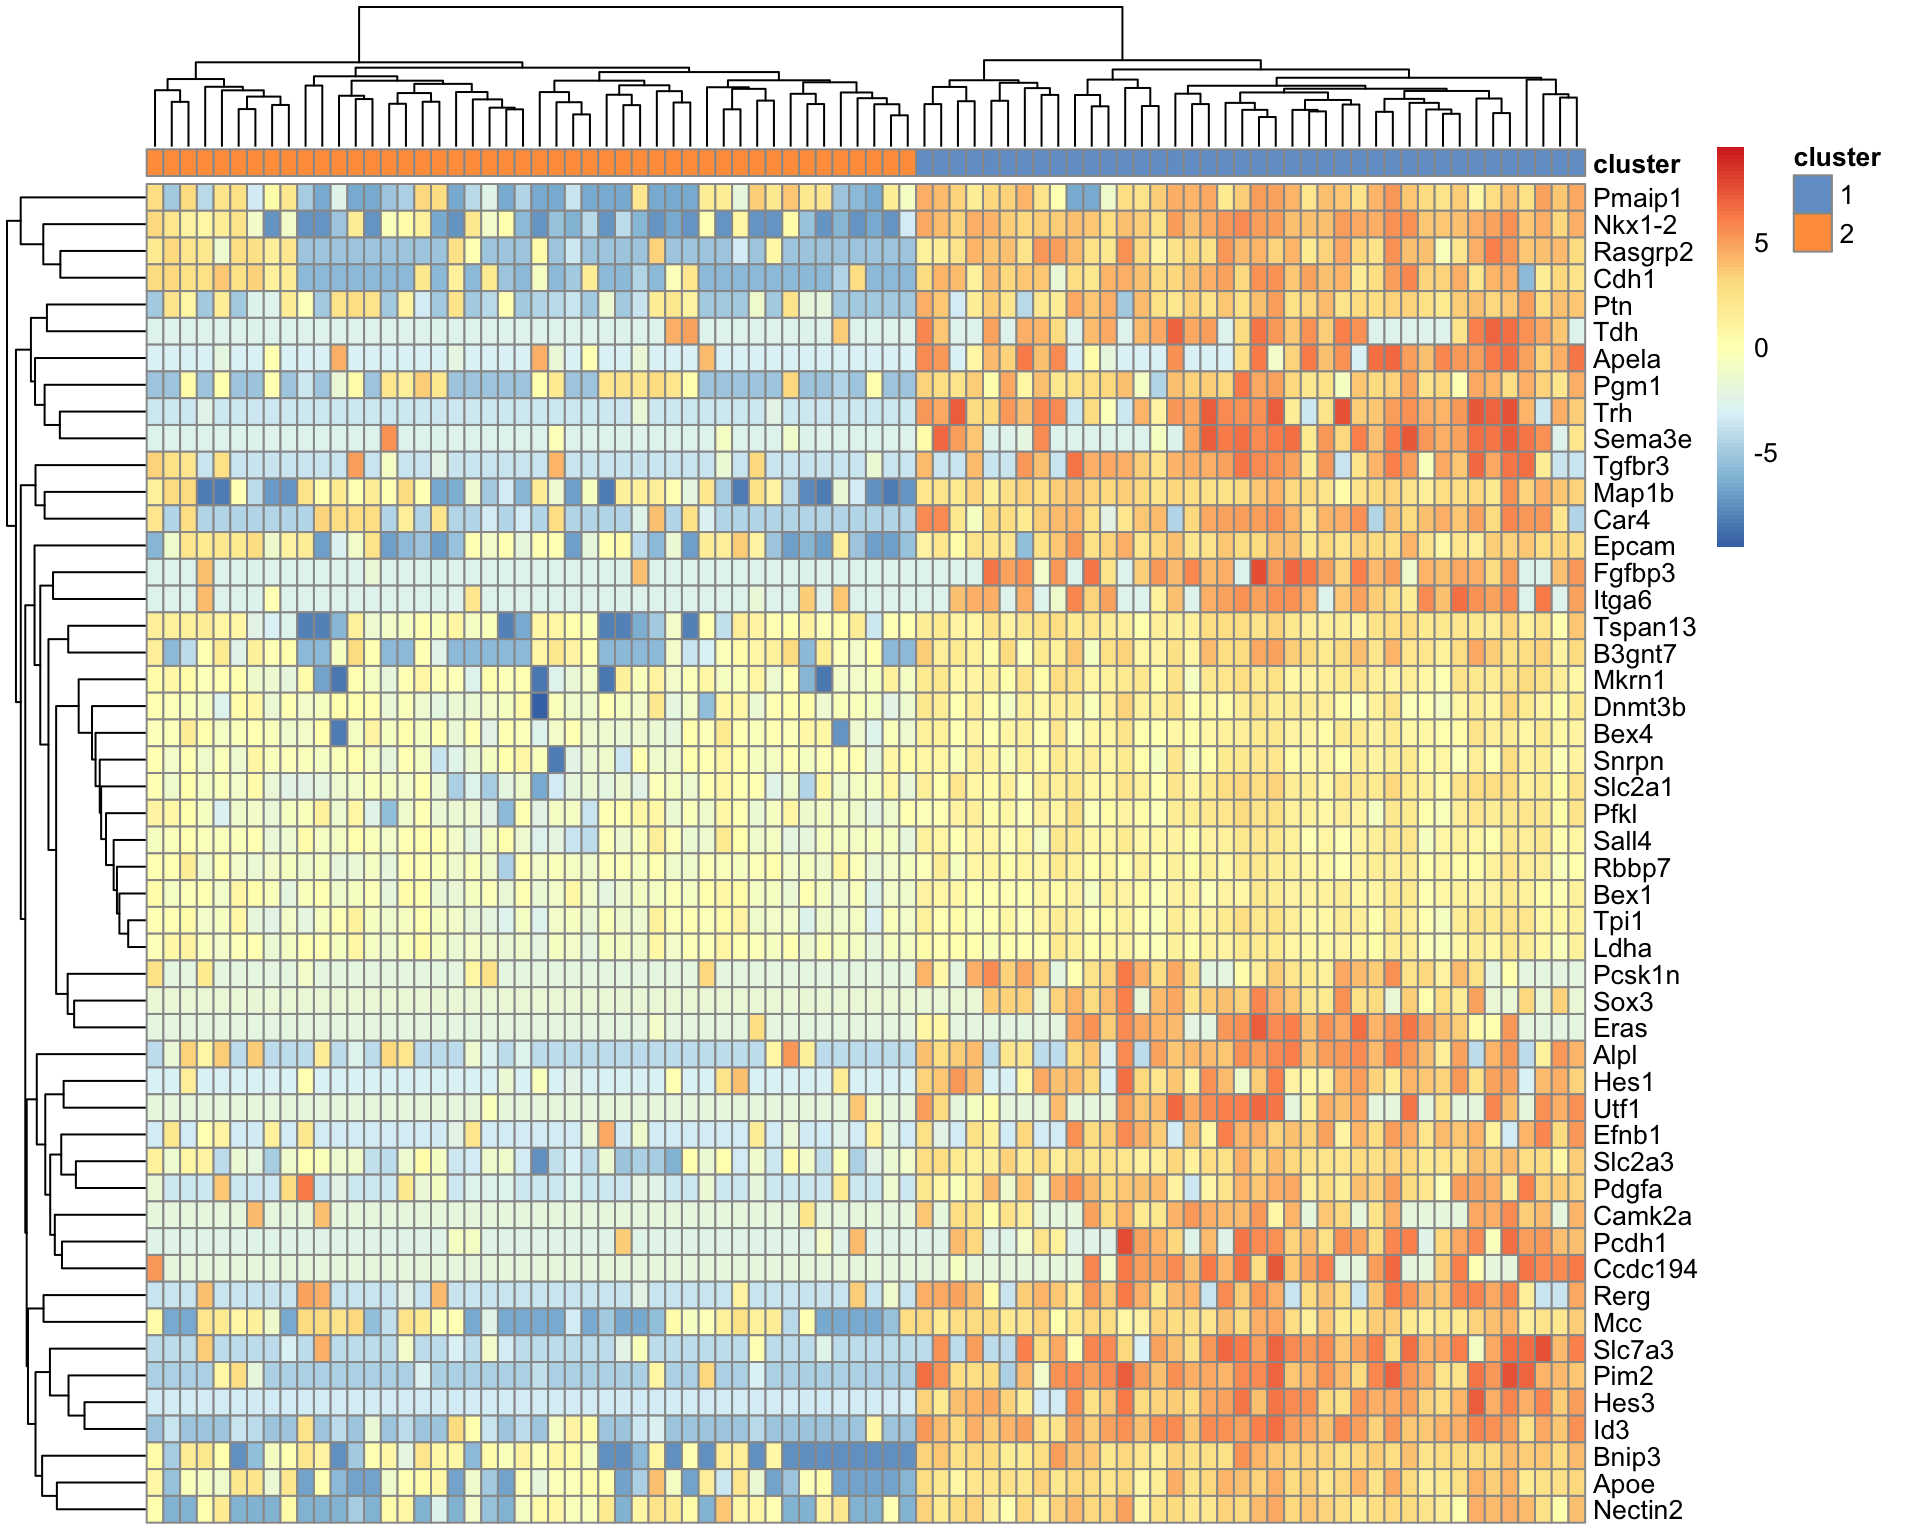 cluster
Pmaip1
Nkx1-2
Rasgrp2
Cdh1
Ptn
Tdh
Apela
Pgm1
Trh
Sema3e
Tgfbr3
Map1b
Car4
Epcam
Fgfbp3
Itga6
Tspan13
B3gnt7
Mkrn1
Dnmt3b
Bex4
Snrpn
Slc2a1
Pfkl
Sall4
Rbbp7
Bex1
Tpi1
Ldha
Pcsk1n
Sox3
Eras
Alpl
Hes1
Utf1
Efnb1
Slc2a3
Pdgfa
Camk2a
Pcdh1
Ccdc194
Rerg
Mcc
Slc7a3
Pim2
Hes3
Id3
Bnip3
Apoe
Nectin2
5
0
-5
cluster
1
2